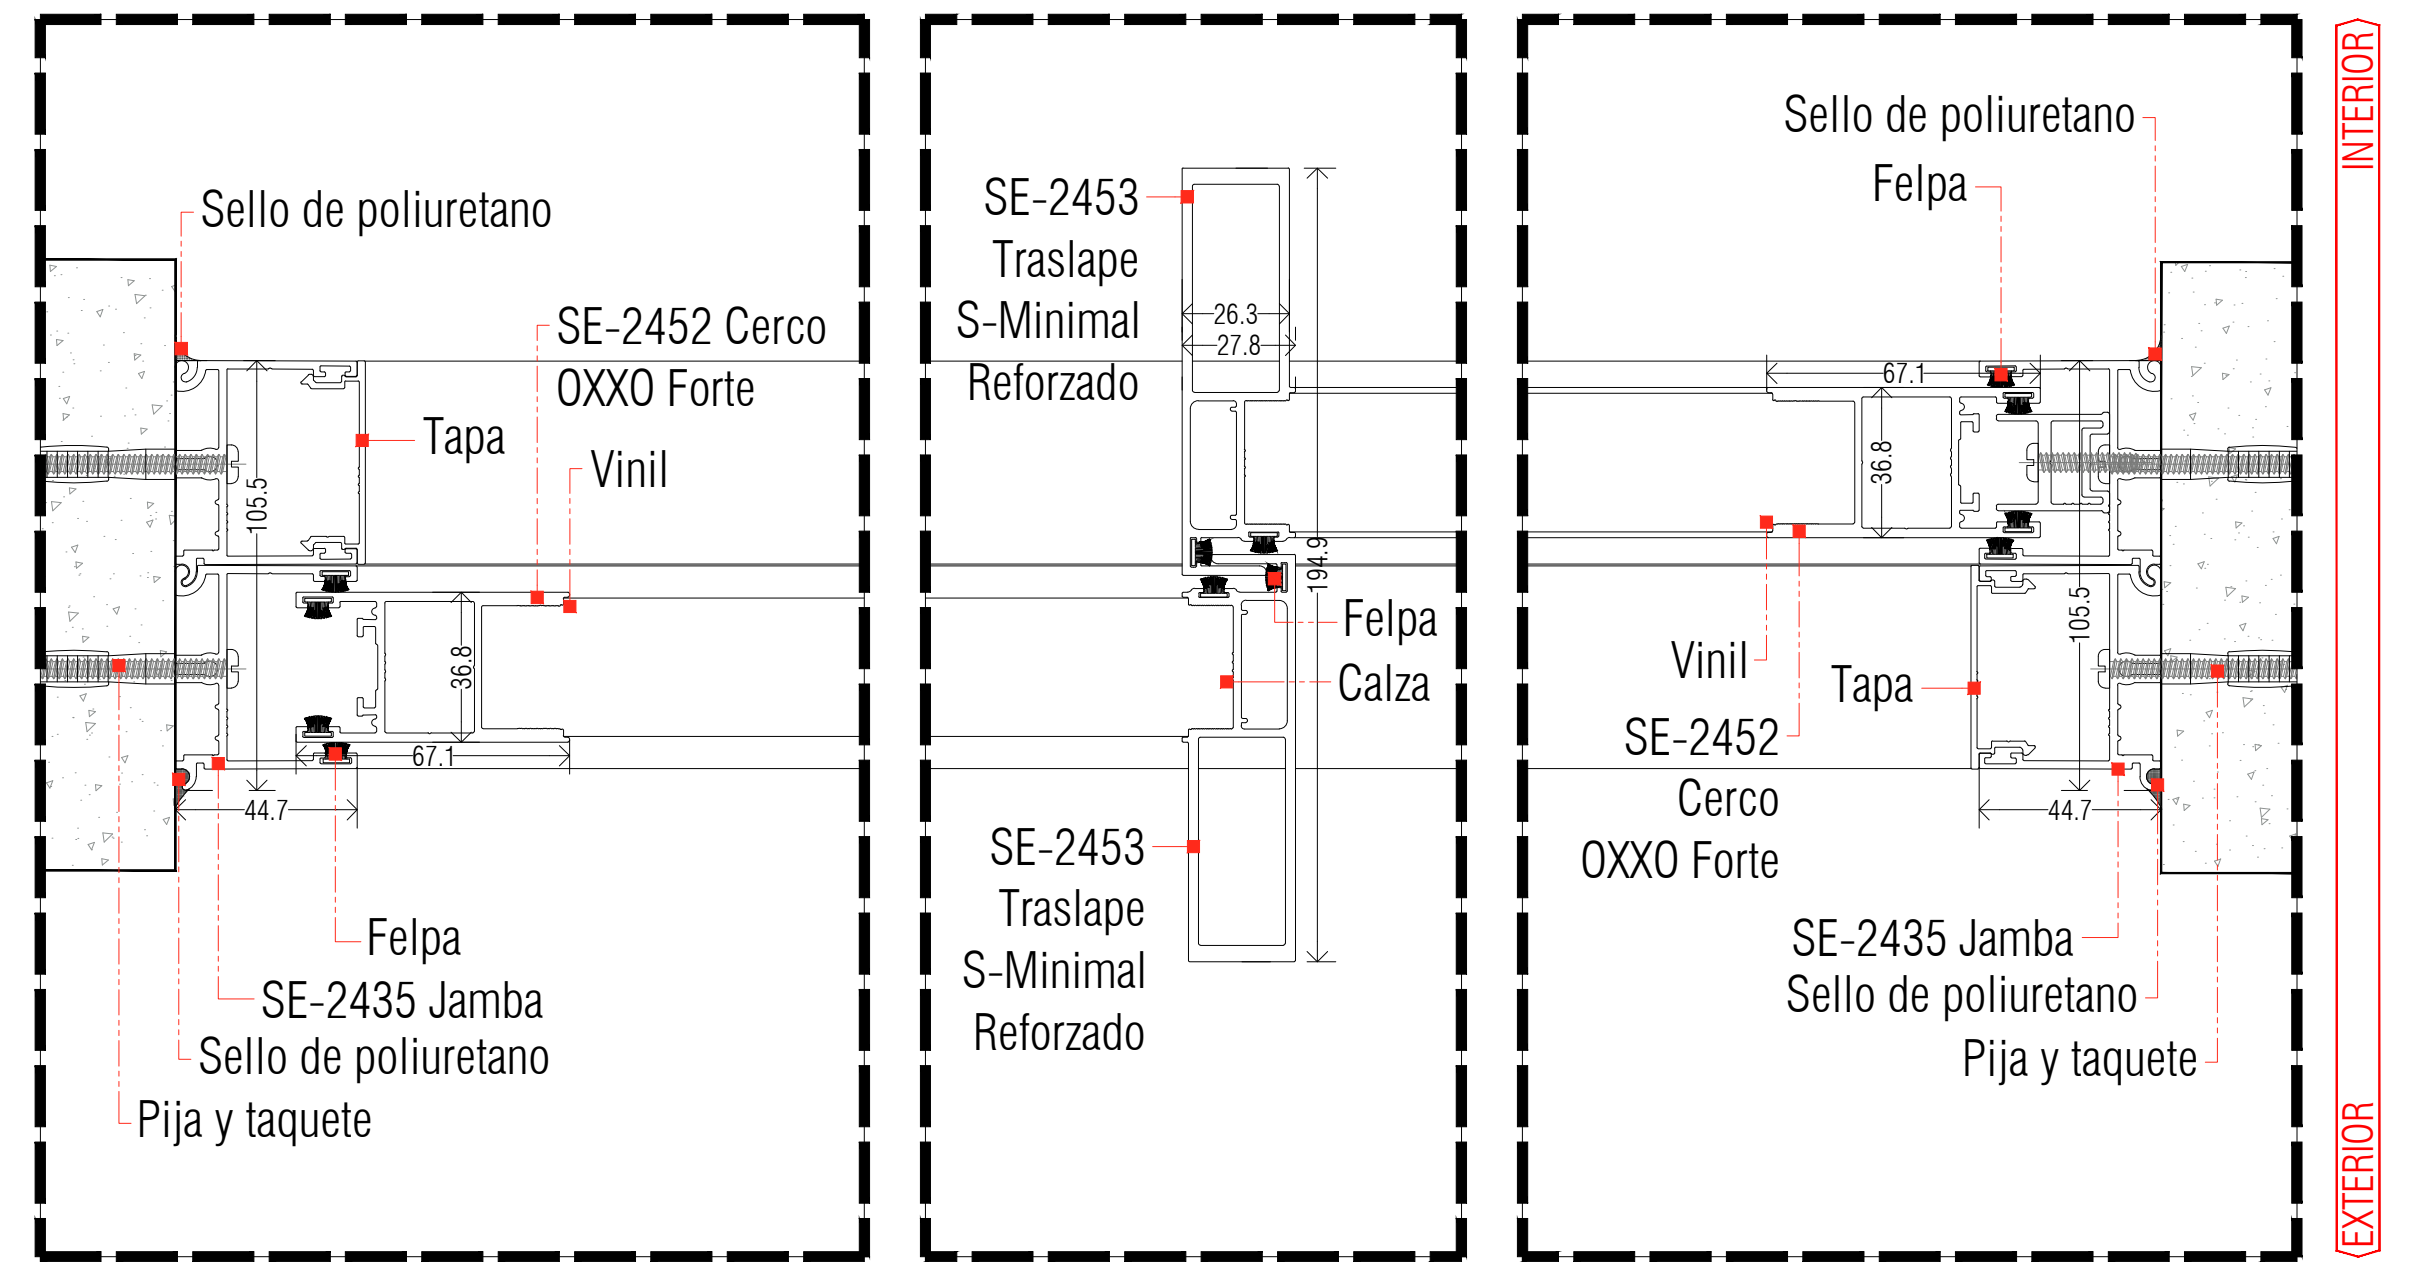 Sello de poliuretano
SE-2452 Cerco
OXXO Forte
Tapa
Vinil
105.5
36.8
67.1
44.7
Felpa
SE-2435 Jamba
Sello de poliuretano
Pija y taquete
SE-2453
Traslape
S-Minimal
Reforzado
26.3
27.8
194.9
Felpa
Calza
SE-2453
Traslape
S-Minimal
Reforzado
Sello de poliuretano
Felpa
67.1
36.8
105.5
Vinil
Tapa
SE-2452
Cerco
OXXO Forte
44.7
SE-2435 Jamba
Sello de poliuretano
Pija y taquete
INTERIOR
EXTERIOR